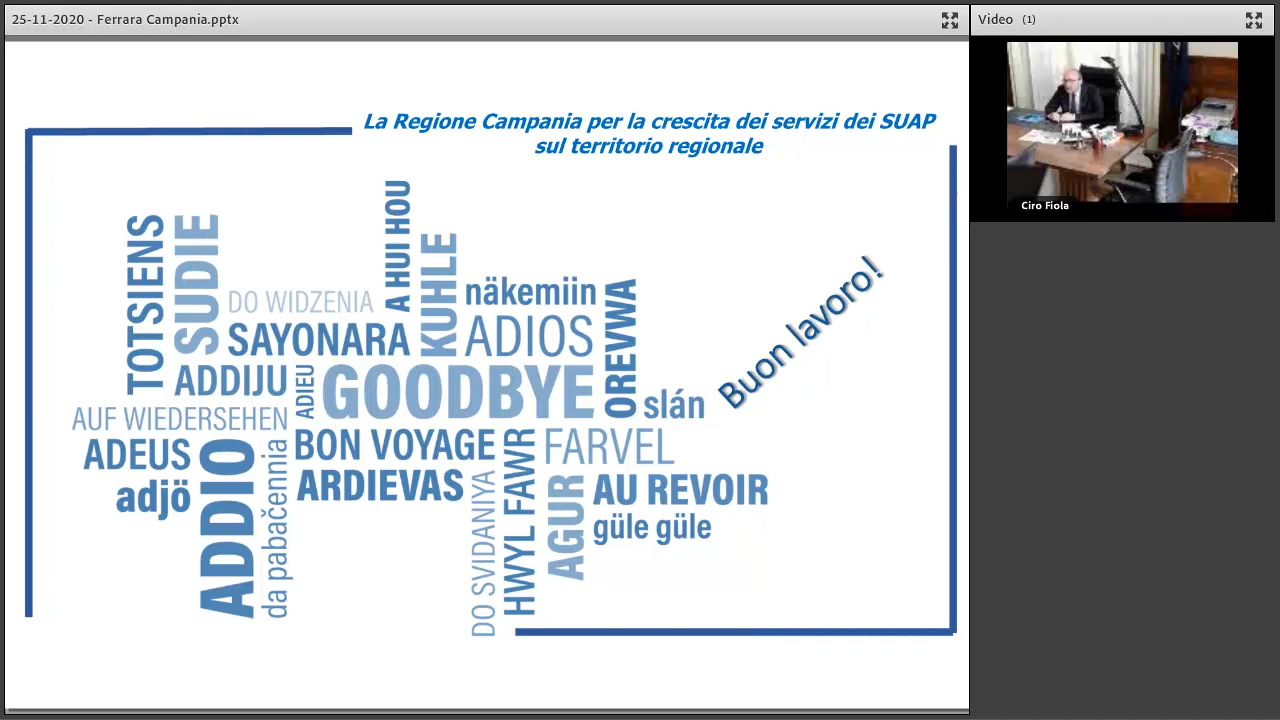 25-11-2020 - Ferrara Campania.pptx
Video (1)
Ciro Fiola
La Regione Campania per la crescita dei servizi dei SUAP
sul territorio regionale
TOTSIENS
SUDIE
A HUI HOU
KUHLE
DO WIDZENIA
näkemiin
OREVWA
SAYONARA
ADIOS
ADDIJU
ADIEU
GOODBYE
slán
Buon lavoro!
AUF WIEDERSEHEN
ADEUS
adjö
ADDIO
da pabačennia
BON VOYAGE
ARDIEVAS
DO SVIDANIYA
HWYL FAWR
FARVEL
AGUR
AU REVOIR
güle güle